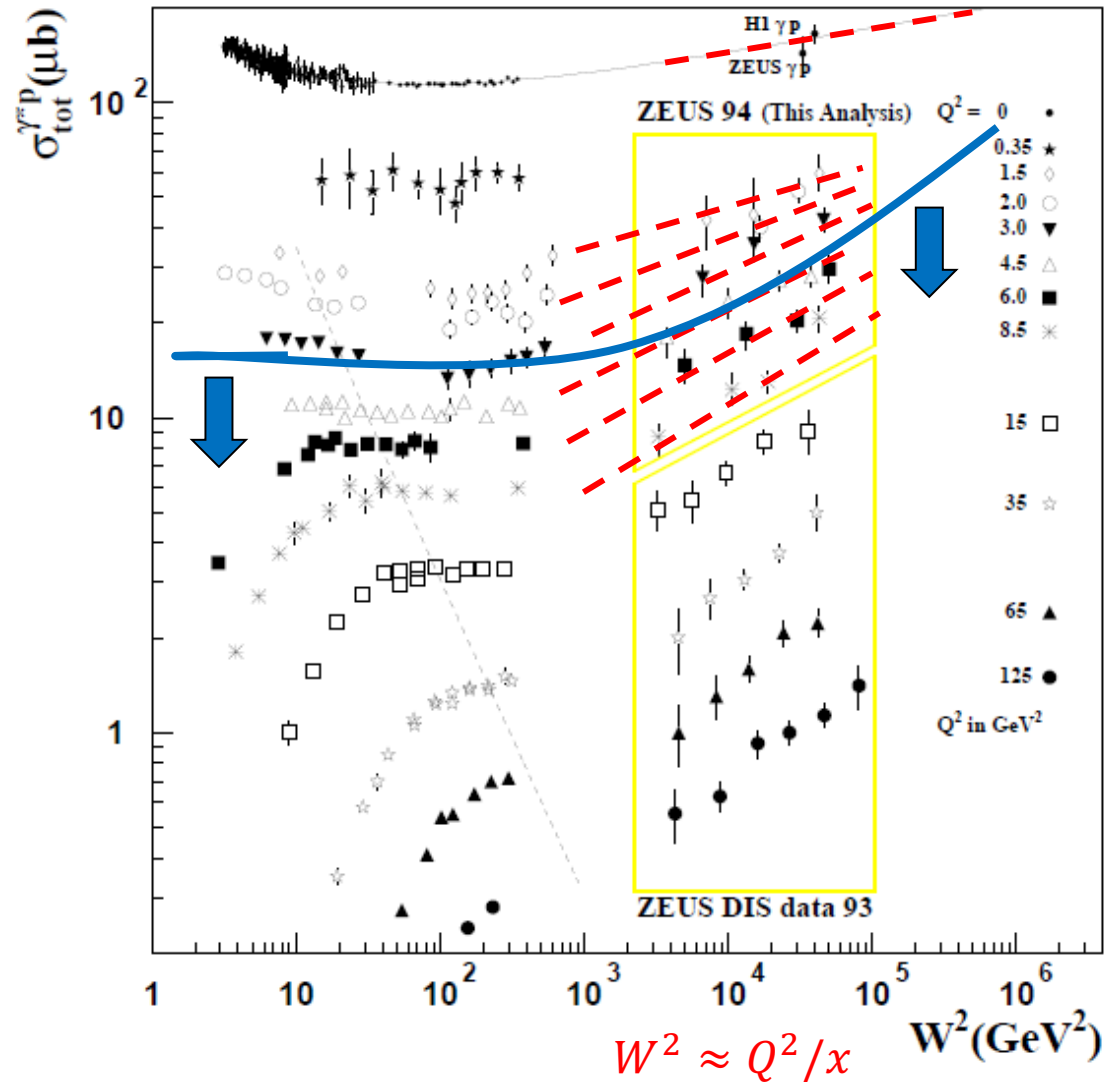 σ^{γ*p}_{tot}(μb)
10²
10
1
H1 γp
ZEUS γp
ZEUS 94 (This Analysis)
Q² = 0
0.35
1.5
2.0
3.0
4.5
6.0
8.5
15
35
65
125
Q² in GeV²
ZEUS DIS data 93
1 10 10² 10³ 10⁴ 10⁵ 10⁶
W²(GeV²)
W² ≈ Q²/x